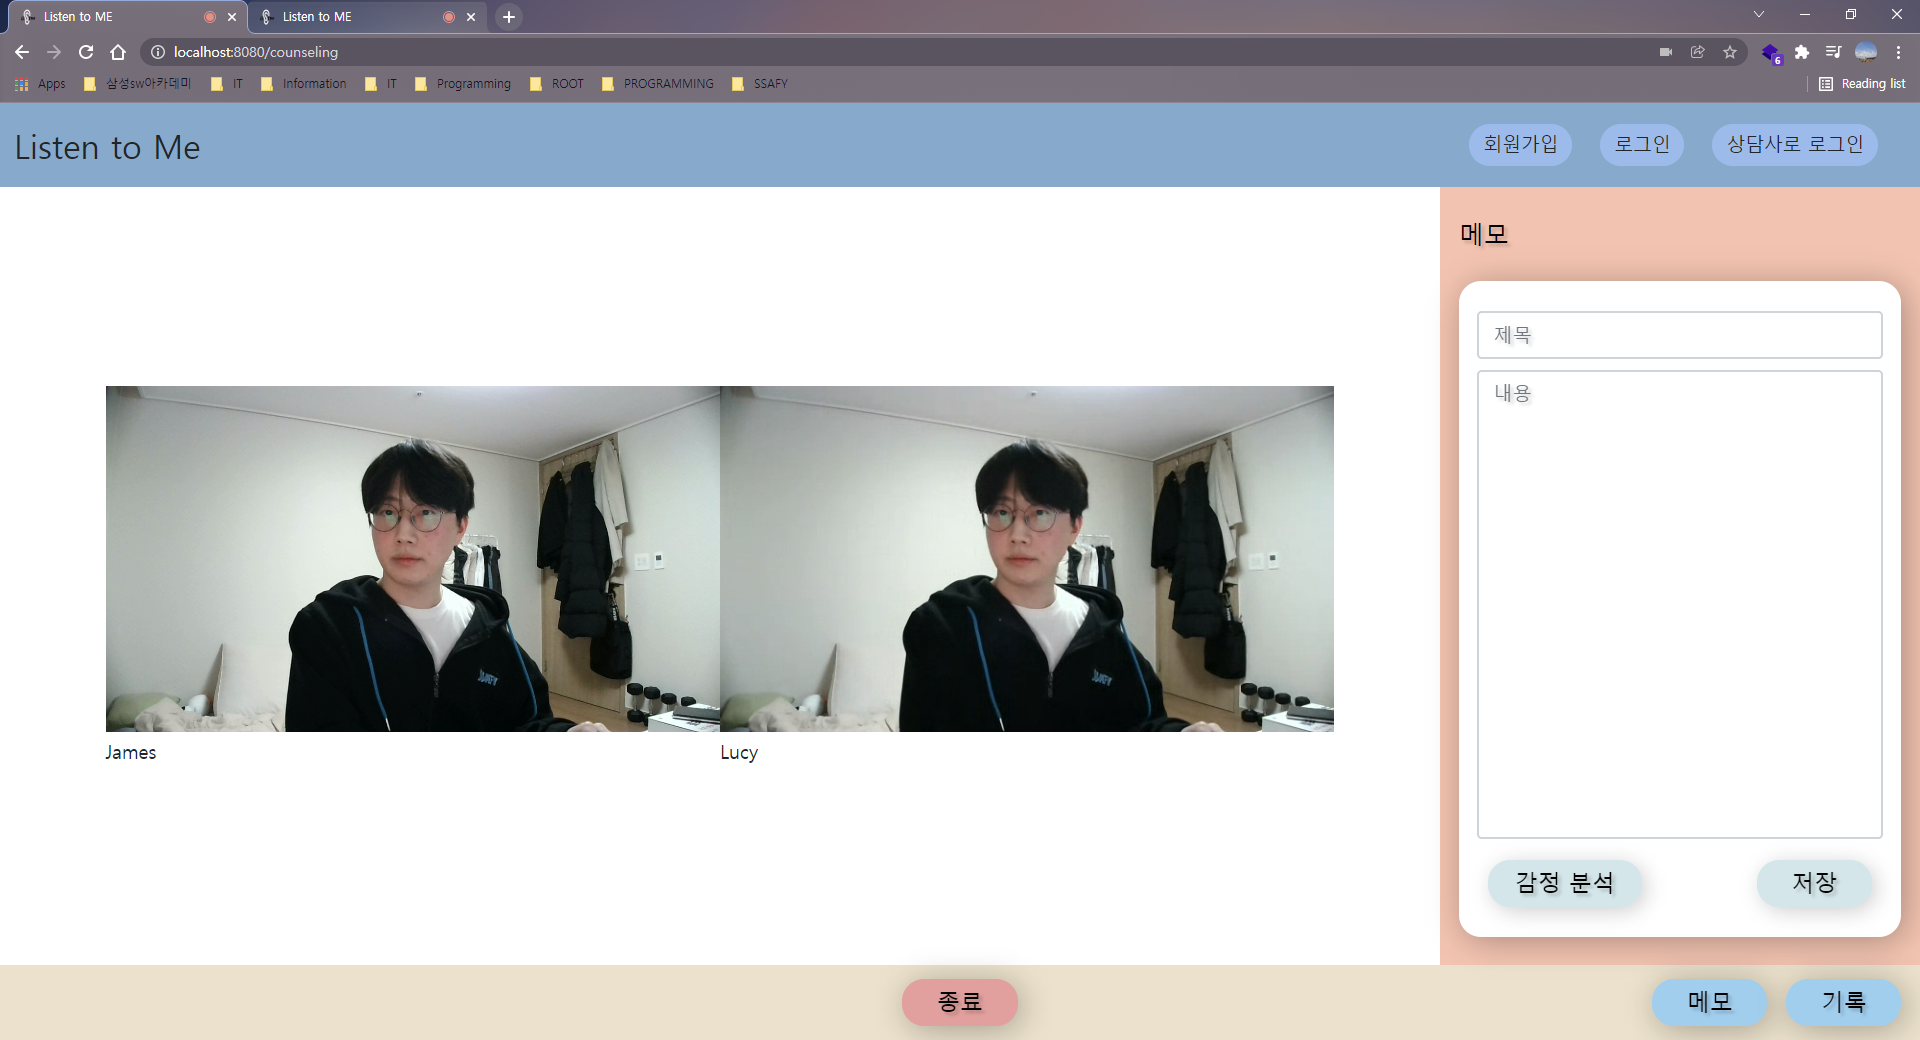 Listen to ME
Listen to ME
localhost:8080/counseling
6
Apps 삼성sw아카데미 IT Information IT Programming ROOT PROGRAMMING SSAFY Reading list
Listen to Me
회원가입 로그인 상담사로 로그인
메모
제목
내용
James
Lucy
감정 분석 저장
종료
메모 기록